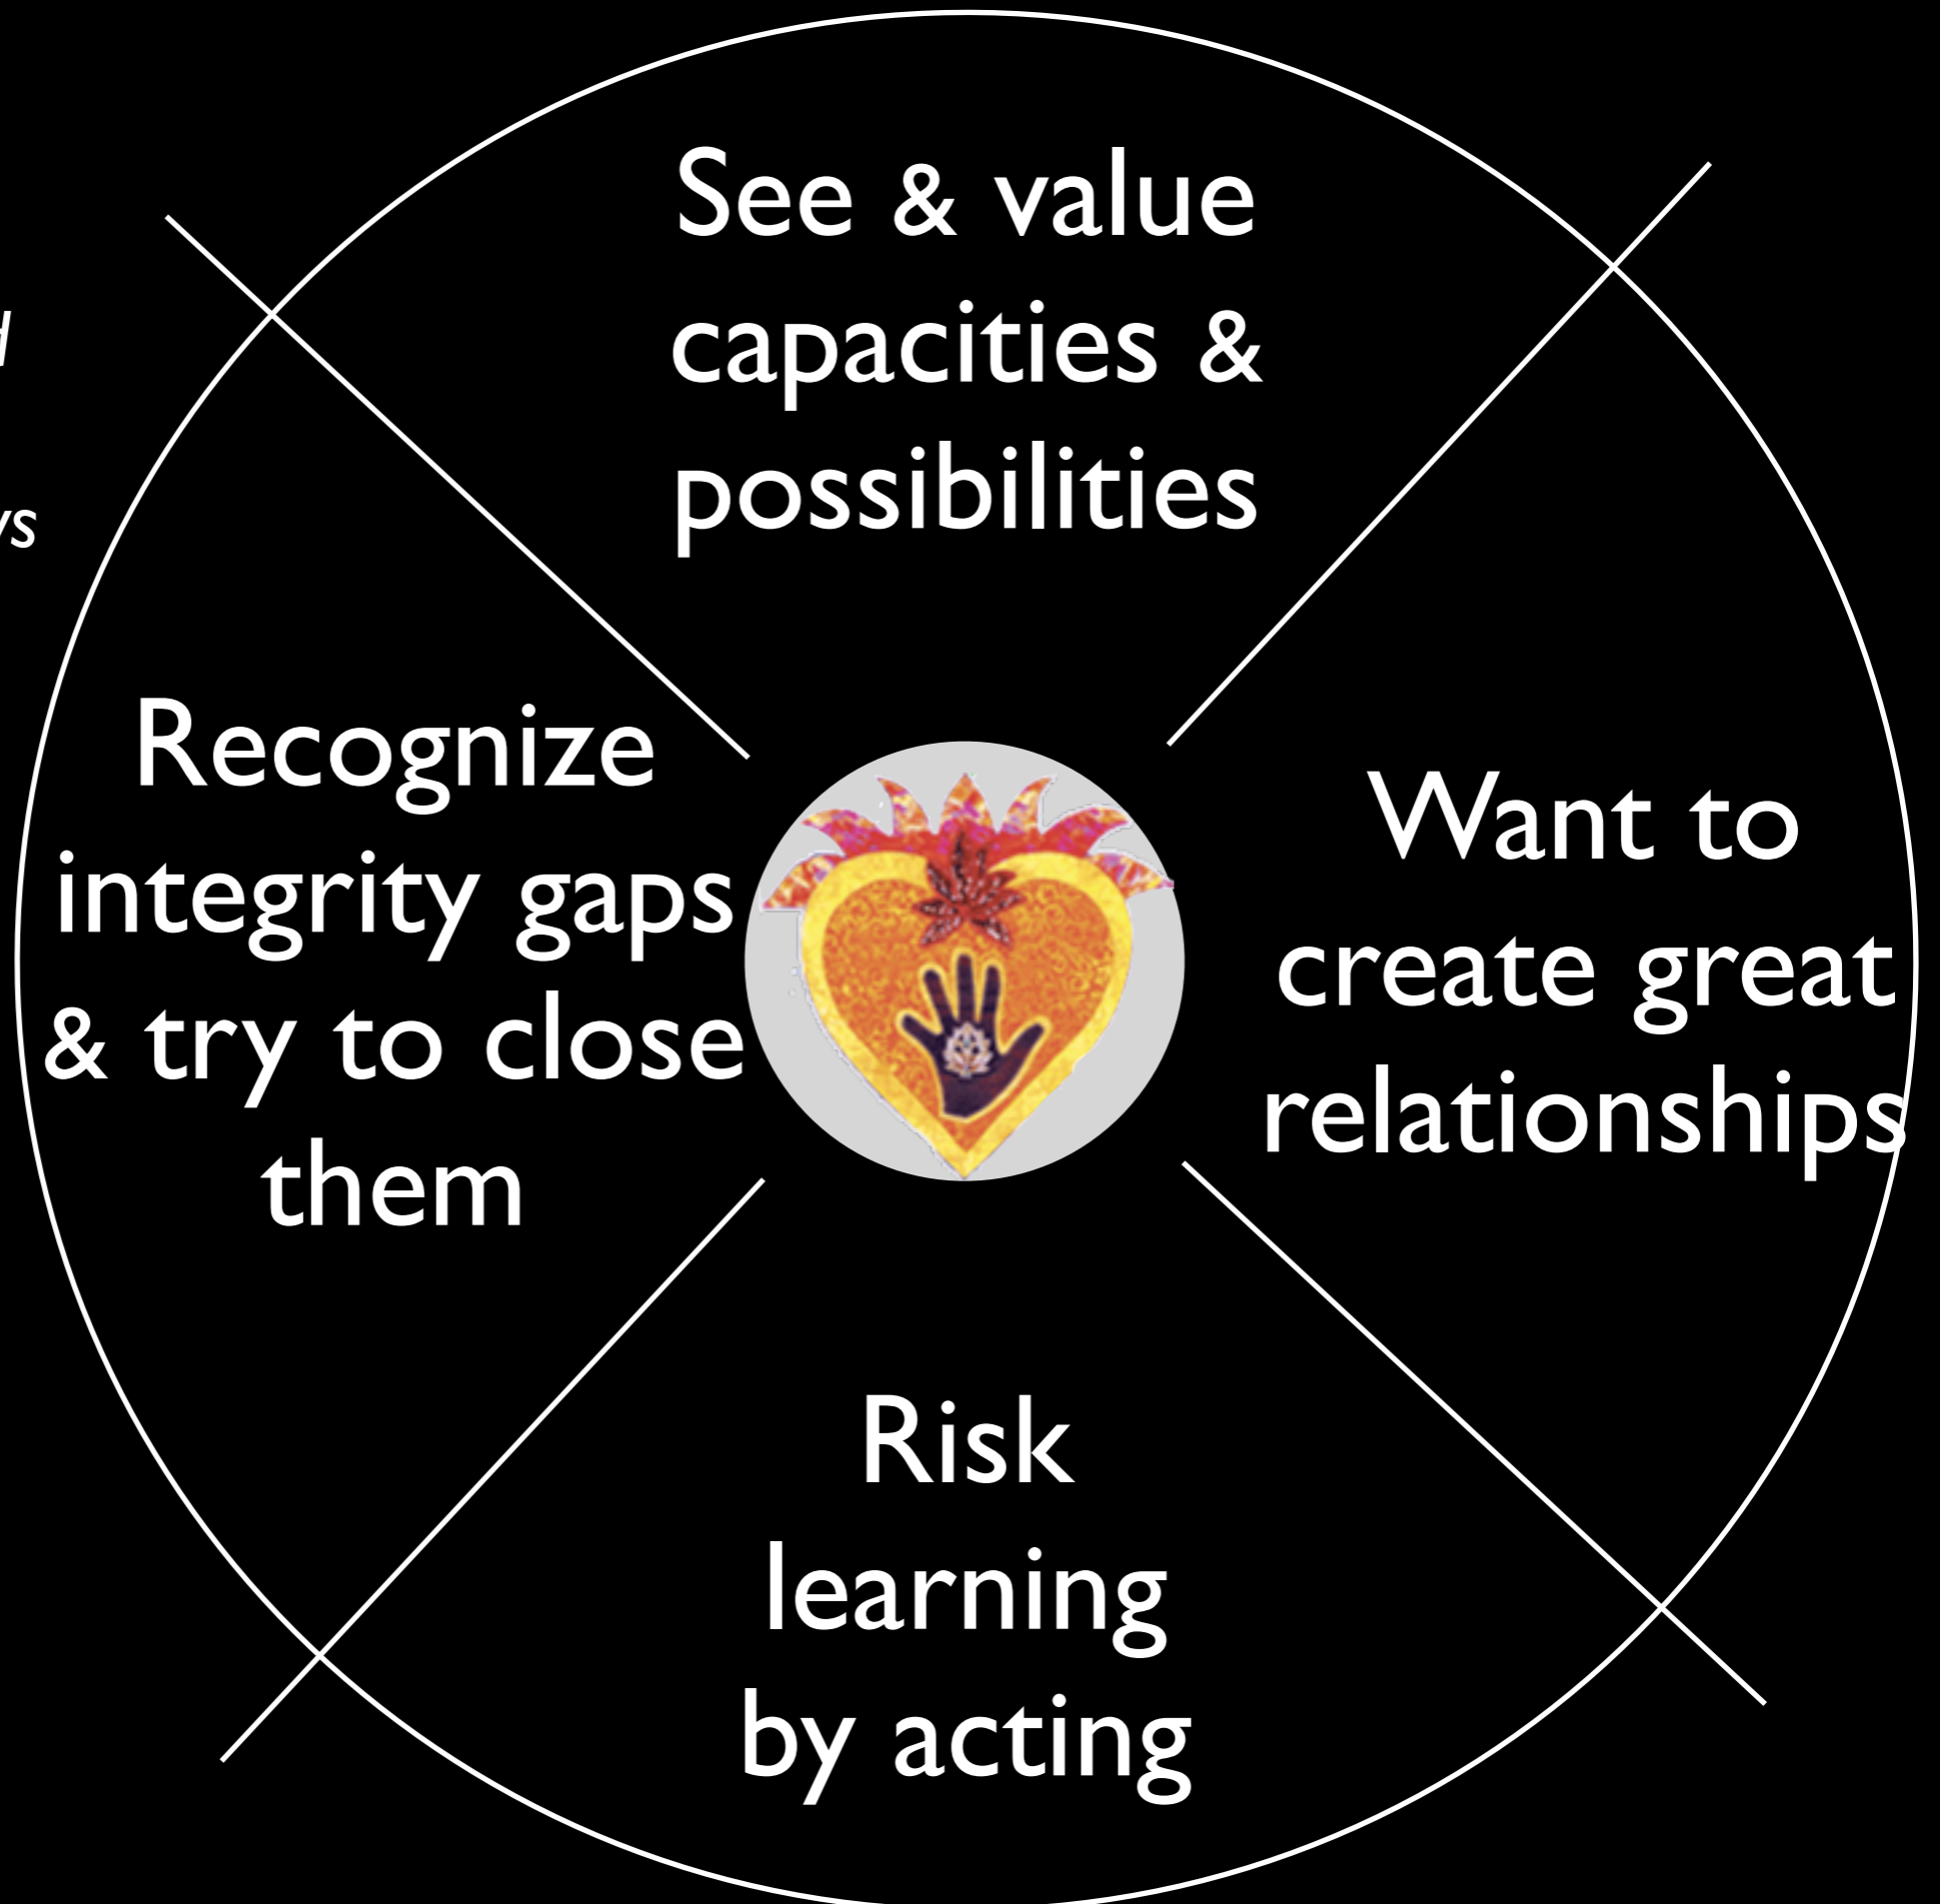 See & value
capacities &
possibilities
Recognize
integrity gaps
& try to close
them
Want to
create great
relationships
Risk
learning
by acting